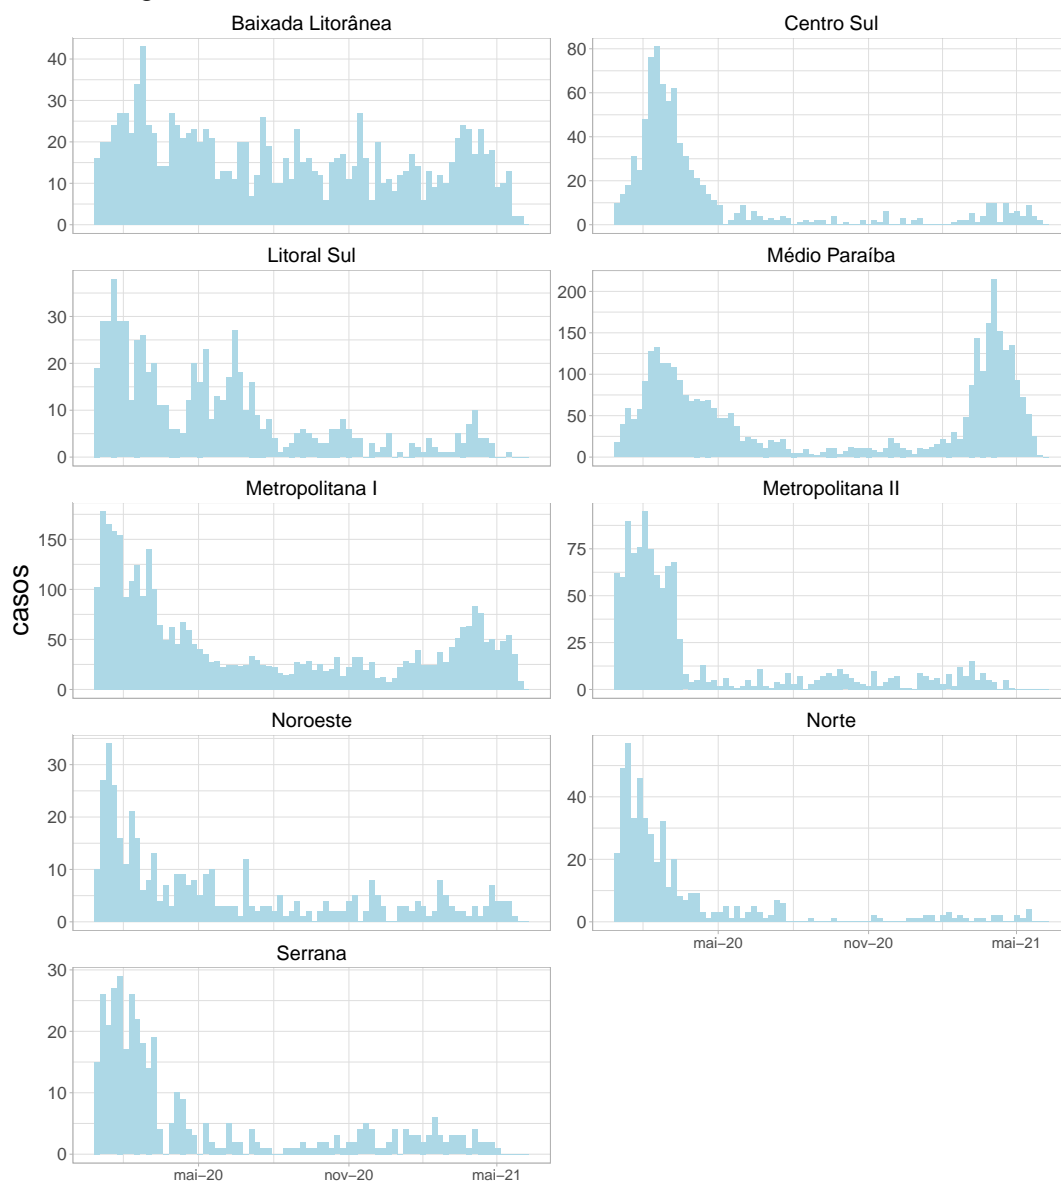 Baixada Litorânea
Centro Sul
40
30
20
10
0
80
60
40
20
0
Litoral Sul
Médio Paraíba
30
20
10
0
200
150
100
50
0
Metropolitana I
Metropolitana II
150
100
50
0
75
50
25
0
casos
Noroeste
Norte
30
20
10
0
40
20
0
mai−20
nov−20
mai−21
Serrana
30
20
10
0
mai−20
nov−20
mai−21